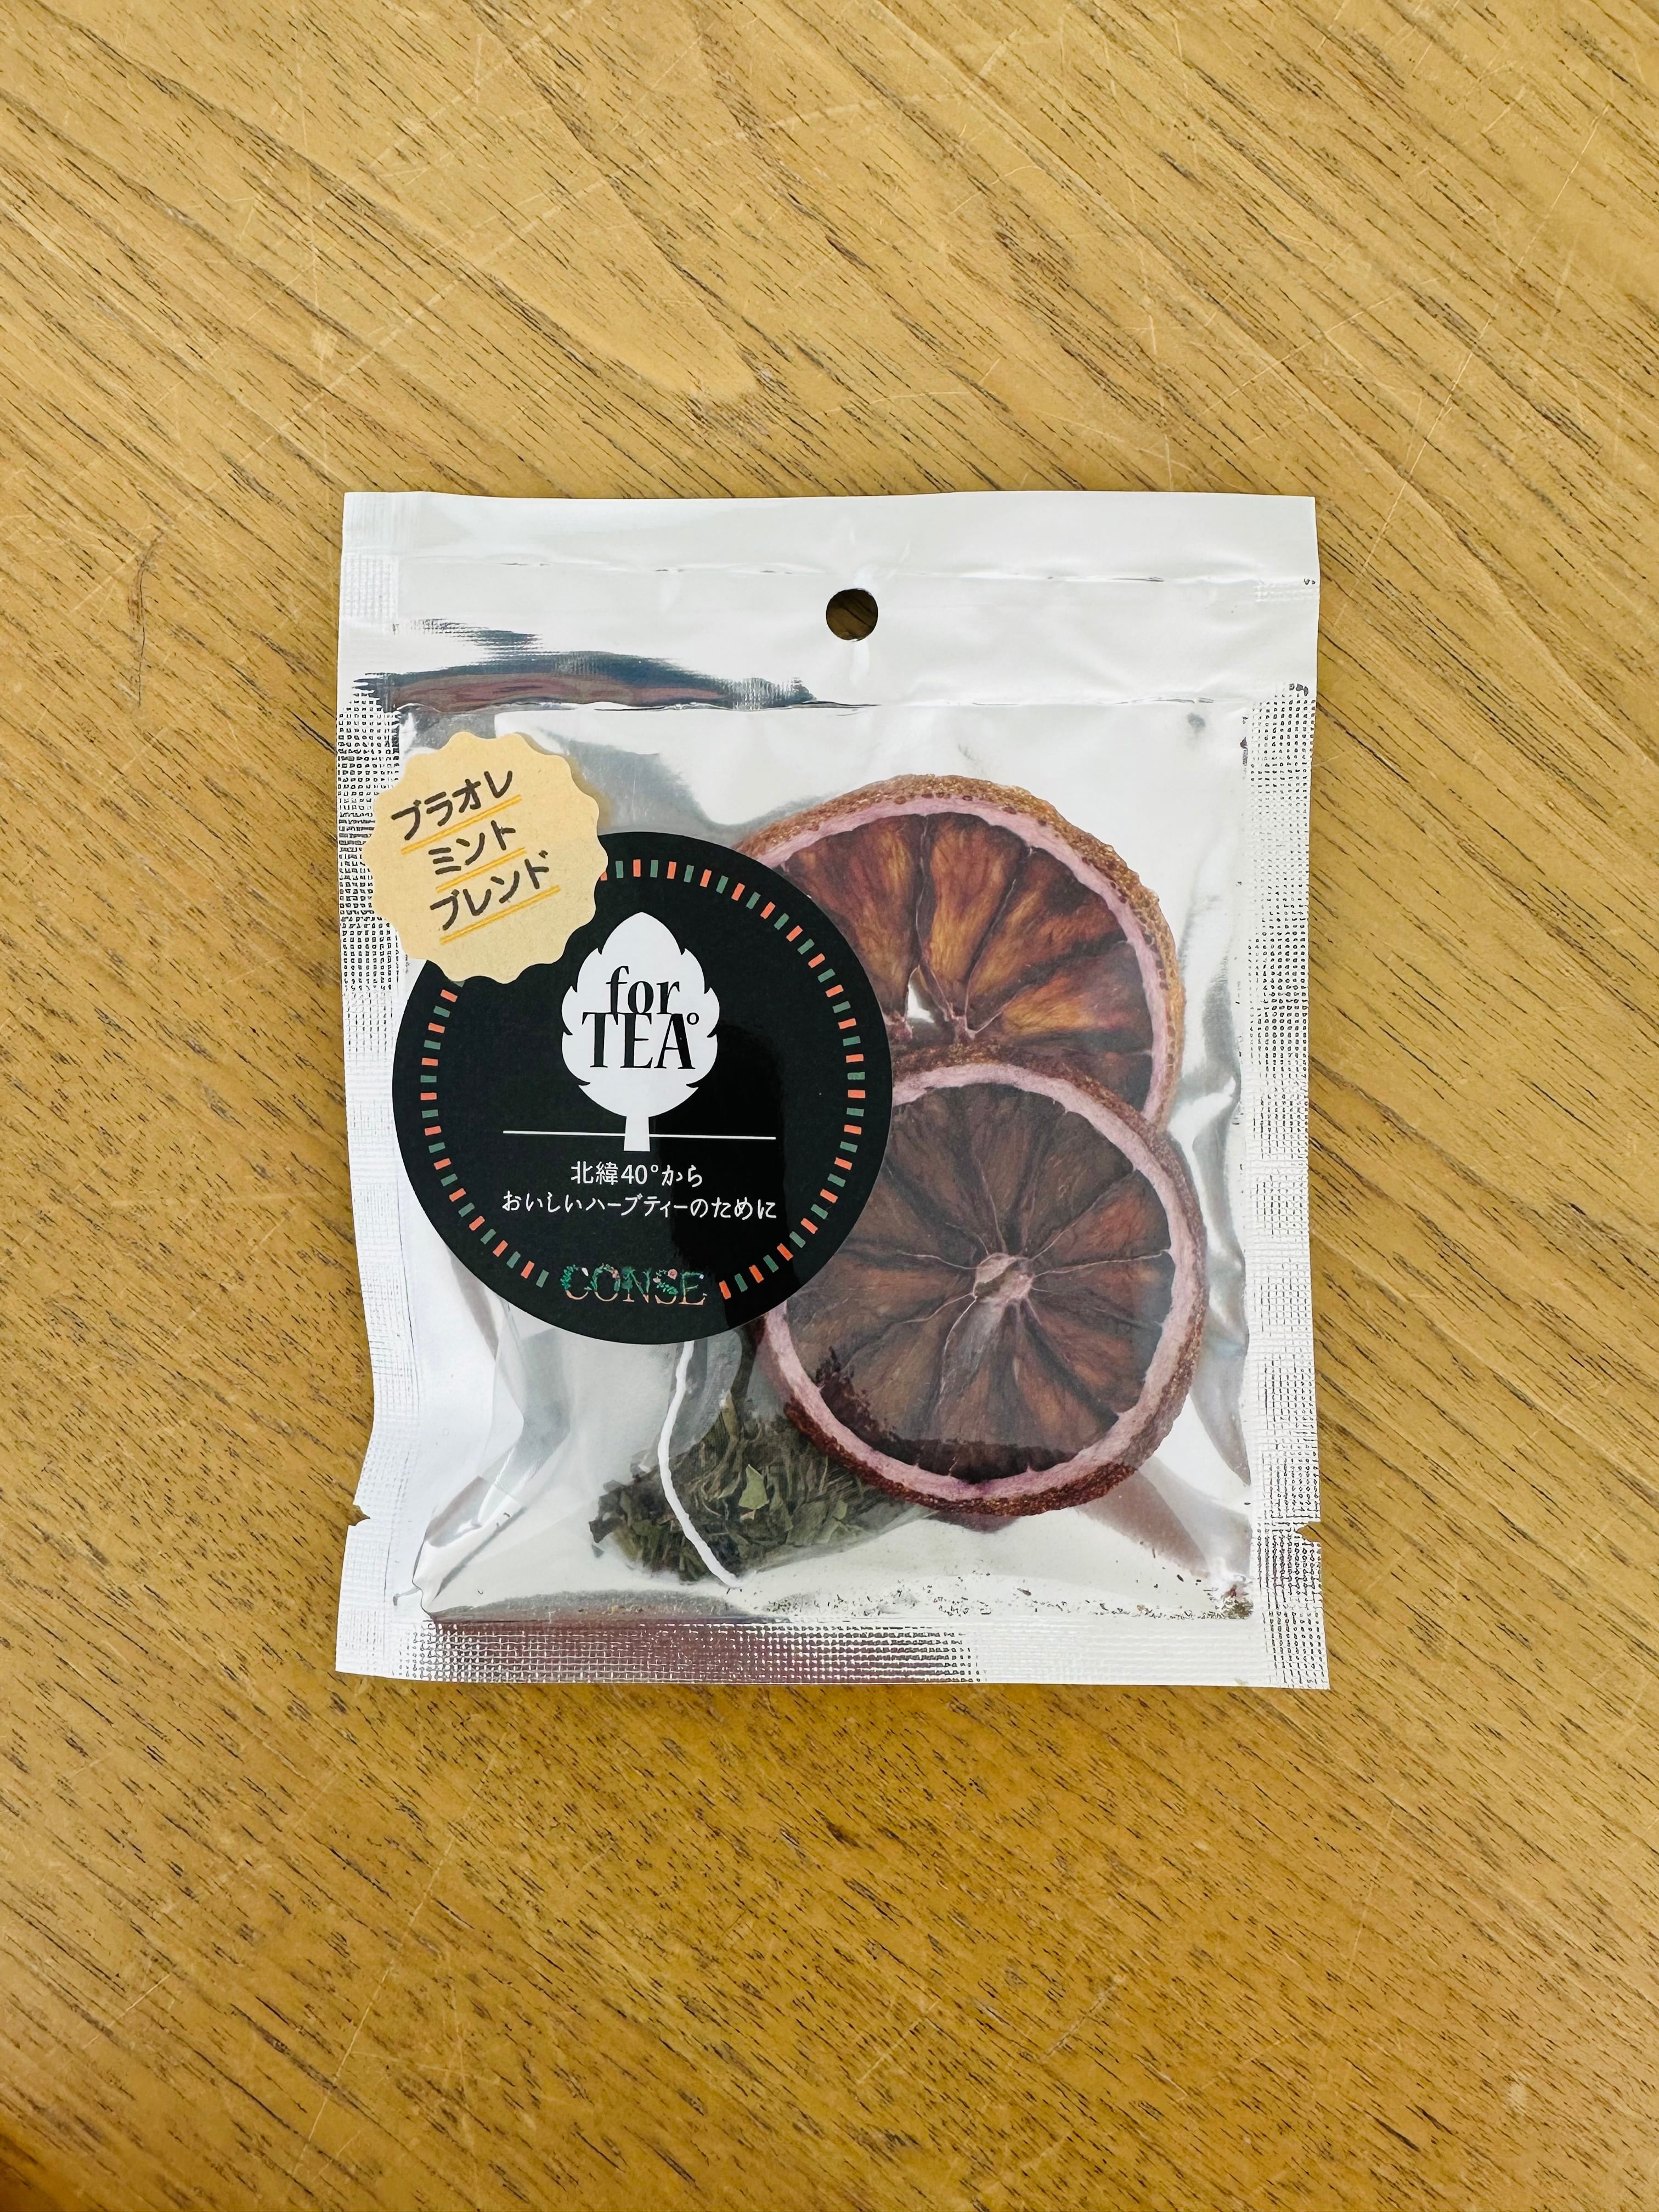 ブラオレ
ミント
ブレンド
for
TEA°
北緯40°から
おいしいハーブティーのために
CONSE